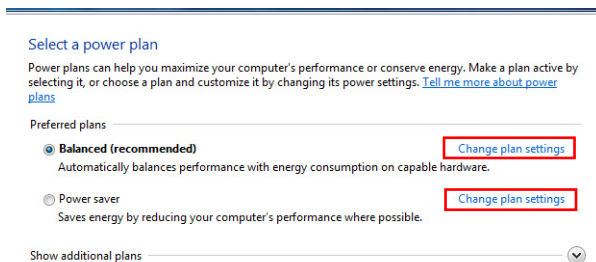 Select a power plan
Power plans can help you maximize your computer's performance or conserve energy. Make a plan active by
selecting it, or choose a plan and customize it by changing its power settings. Tell me more about power
plans
Preferred plans
Balanced (recommended) Change plan settings
Automatically balances performance with energy consumption on capable hardware.
Power saver Change plan settings
Saves energy by reducing your computer's performance where possible.
Show additional plans